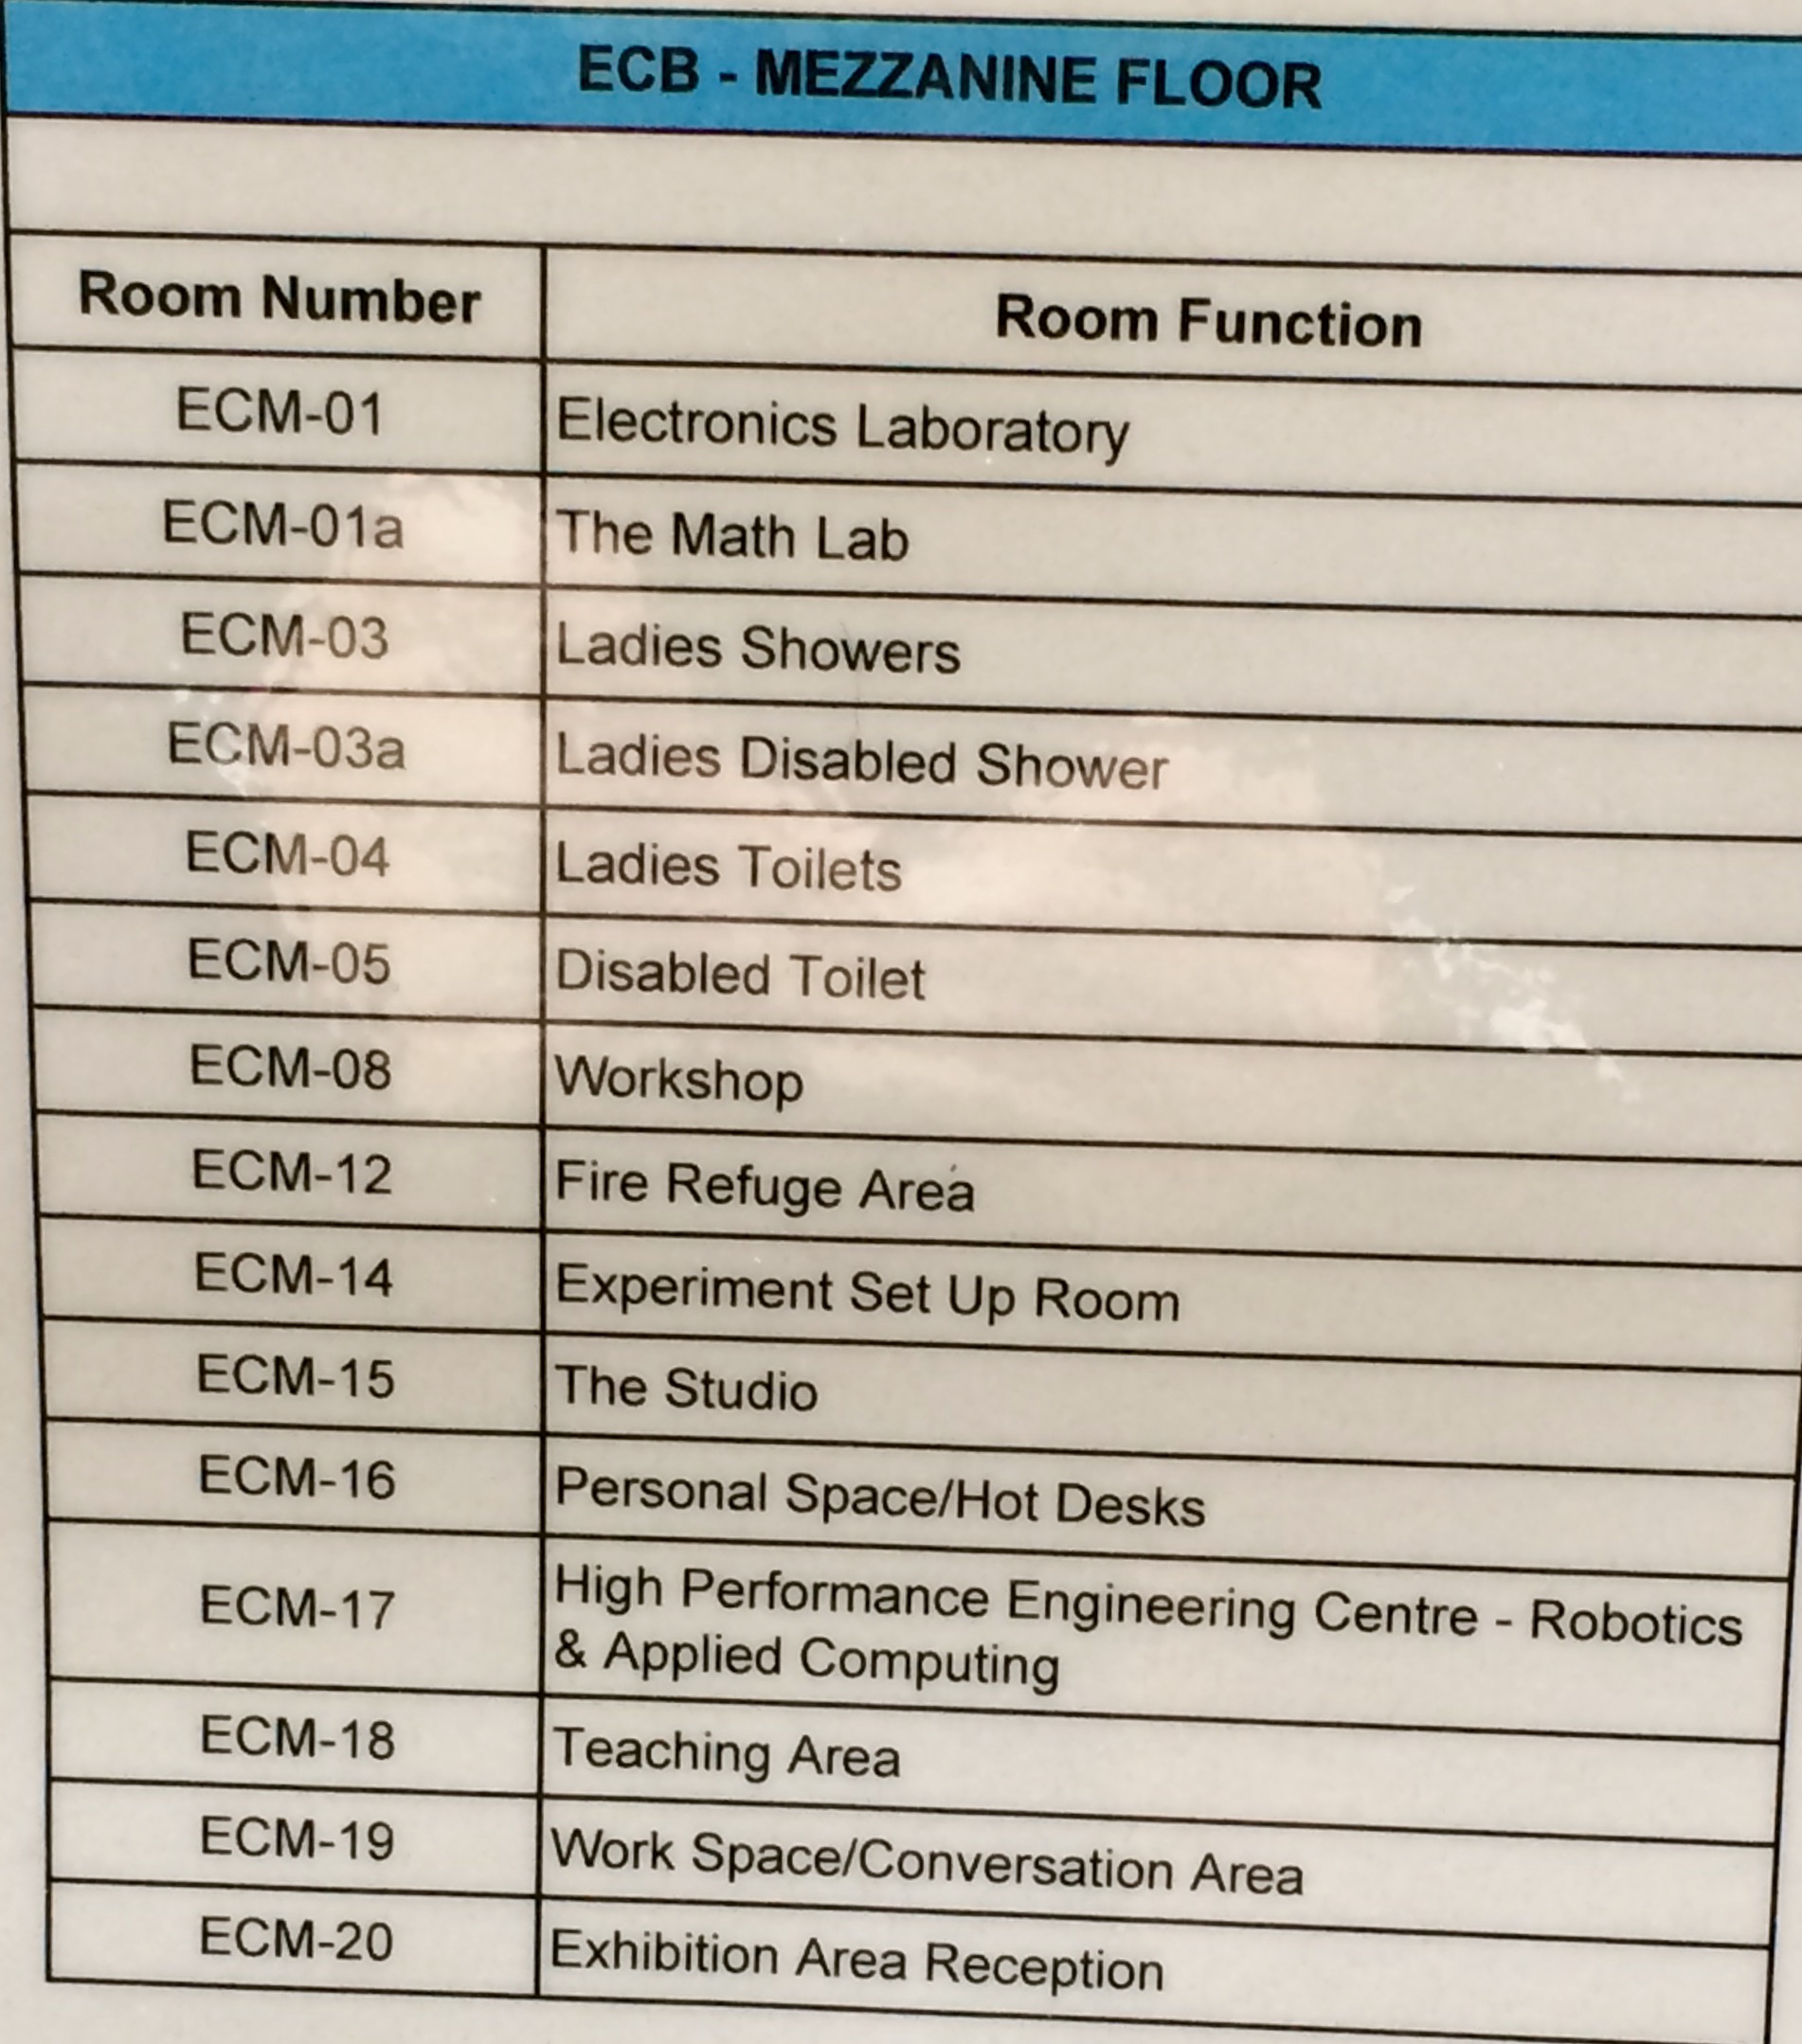 ECB - MEZZANINE FLOOR
Room Number Room Function
ECM-01 Electronics Laboratory
ECM-01a The Math Lab
ECM-03 Ladies Showers
ECM-03a Ladies Disabled Shower
ECM-04 Ladies Toilets
ECM-05 Disabled Toilet
ECM-08 Workshop
ECM-12 Fire Refuge Area
ECM-14 Experiment Set Up Room
ECM-15 The Studio
ECM-16 Personal Space/Hot Desks
ECM-17 High Performance Engineering Centre - Robotics
& Applied Computing
ECM-18 Teaching Area
ECM-19 Work Space/Conversation Area
ECM-20 Exhibition Area Reception